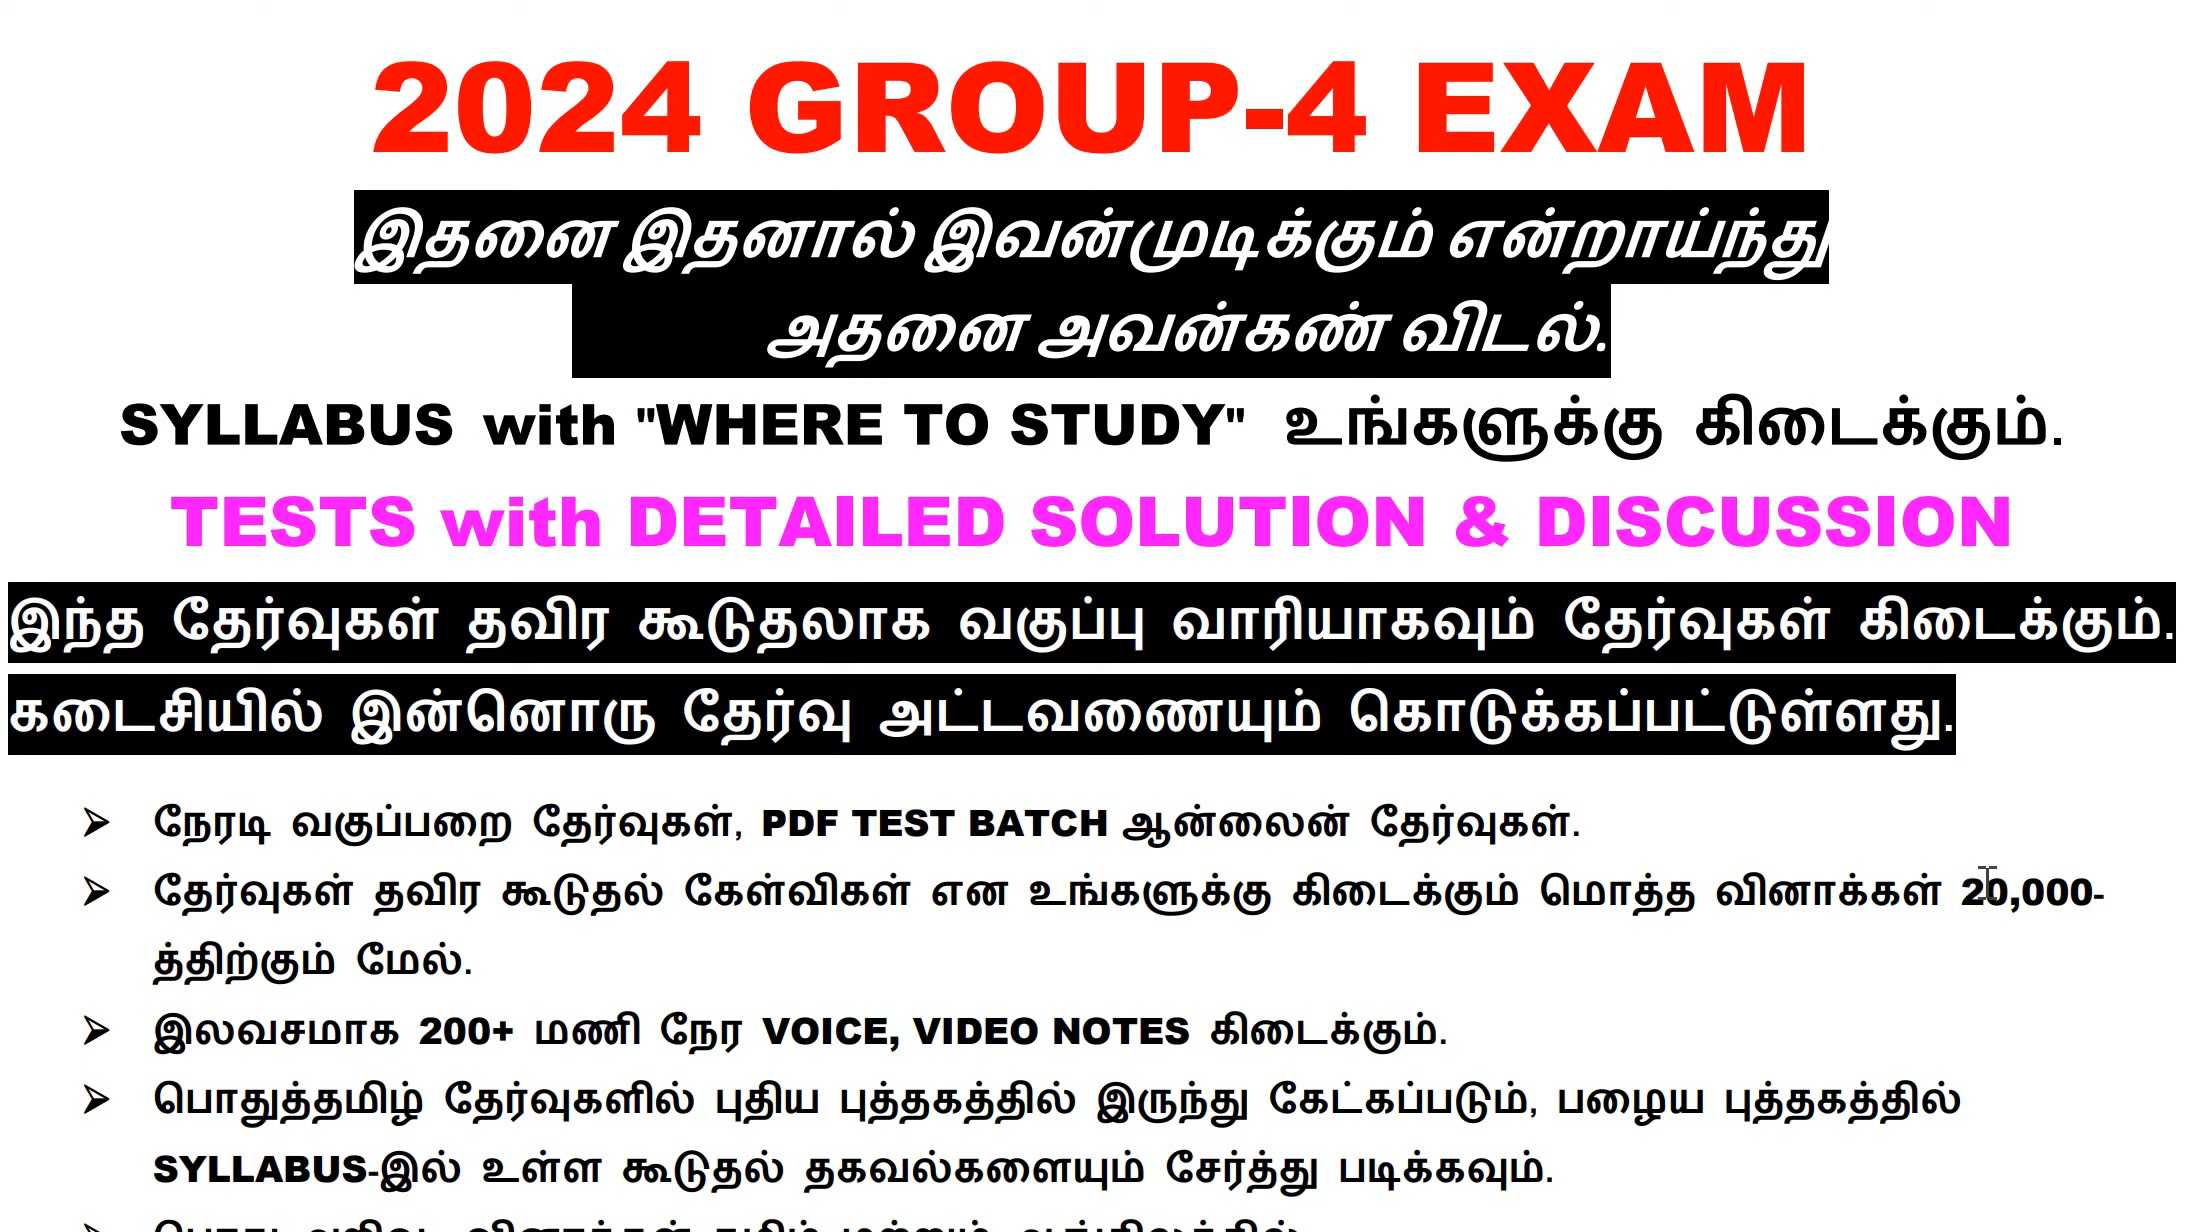 2024 GROUP-4 EXAM
இதனை இதனால் இவன்முடிக்கும் என்றாய்ந்து
அதனை அவன்கண் விடல்.
SYLLABUS with "WHERE TO STUDY" உங்களுக்கு கிடைக்கும்.
TESTS with DETAILED SOLUTION & DISCUSSION
இந்த தேர்வுகள் தவிர கூடுதலாக வகுப்பு வாரியாகவும் தேர்வுகள் கிடைக்கும்.
கடைசியில் இன்னொரு தேர்வு அட்டவணையும் கொடுக்கப்பட்டுள்ளது.
➢ நேரடி வகுப்பறை தேர்வுகள், PDF TEST BATCH ஆன்லைன் தேர்வுகள்.
➢ தேர்வுகள் தவிர கூடுதல் கேள்விகள் என உங்களுக்கு கிடைக்கும் மொத்த வினாக்கள் 20,000-
த்திற்கும் மேல்.
➢ இலவசமாக 200+ மணி நேர VOICE, VIDEO NOTES கிடைக்கும்.
➢ பொதுத்தமிழ் தேர்வுகளில் புதிய புத்தகத்தில் இருந்து கேட்கப்படும், பழைய புத்தகத்தில்
SYLLABUS-இல் உள்ள கூடுதல் தகவல்களையும் சேர்த்து படிக்கவும்.